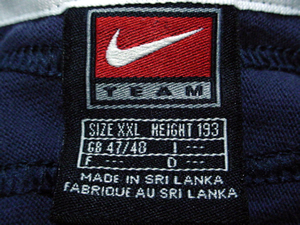 TEAM
SIZE XXL HEIGHT 193
GB 47/48 I ---
F --- D ---
MADE IN SRI LANKA
FABRIQUE AU SRI LANKA